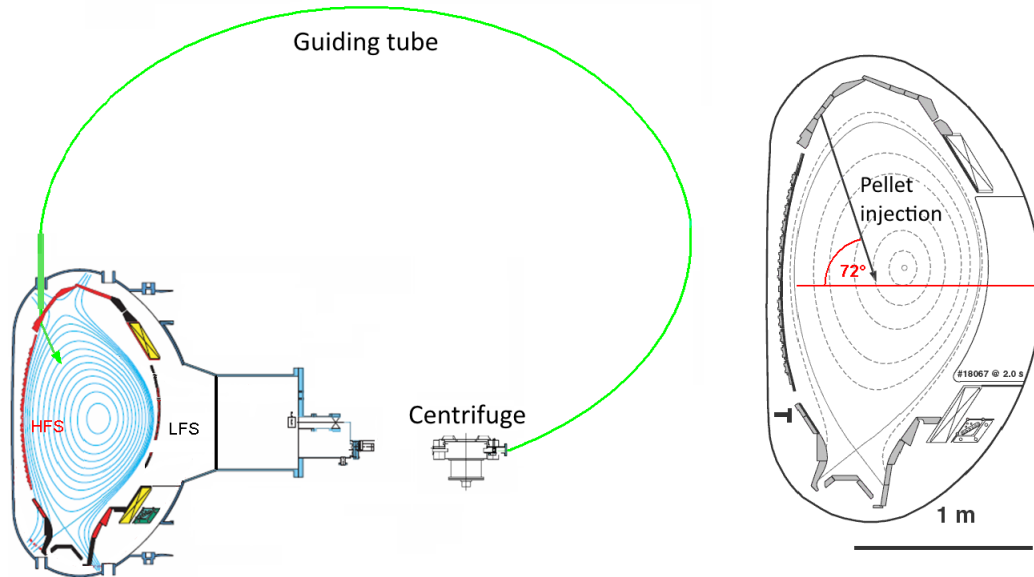 Guiding tube
HFS
LFS
Centrifuge
Pellet
injection
72°
#18067 @ 2.0 s
1 m